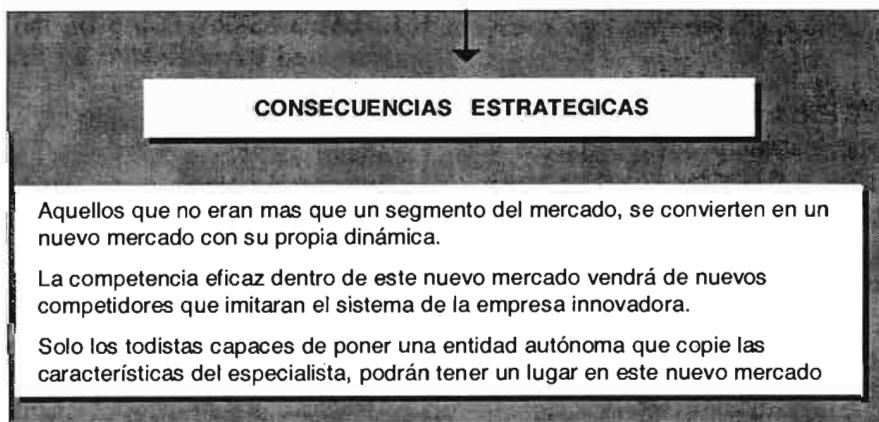 CONSECUENCIAS ESTRATEGICAS
Aquellos que no eran mas que un segmento del mercado, se convierten en un
nuevo mercado con su propia dinámica.
La competencia eficaz dentro de este nuevo mercado vendrá de nuevos
competidores que imitaran el sistema de la empresa innovadora.
Solo los todistas capaces de poner una entidad autónoma que copie las
características del especialista, podrán tener un lugar en este nuevo mercado